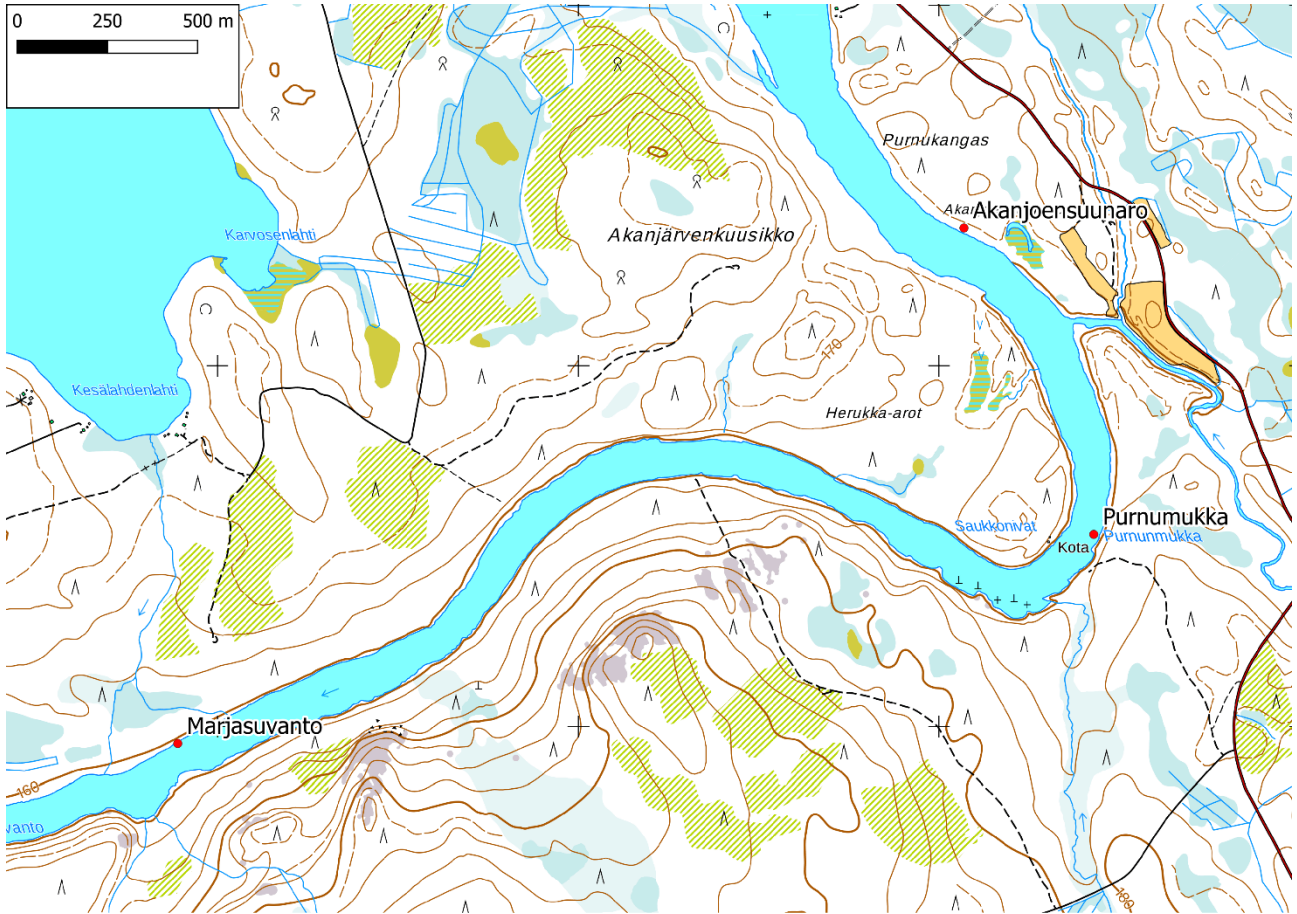 0 250 500 m
Purnukangas
Akanjoensuunaro
Karvosenlahti
Akanjärvenkuusikko
170
Kesälahdenlahti
Herukka-arot
Purnumukka
Saukkonivat
Purnunmukka
Kota
Marjasuvanto
160
vanto
180